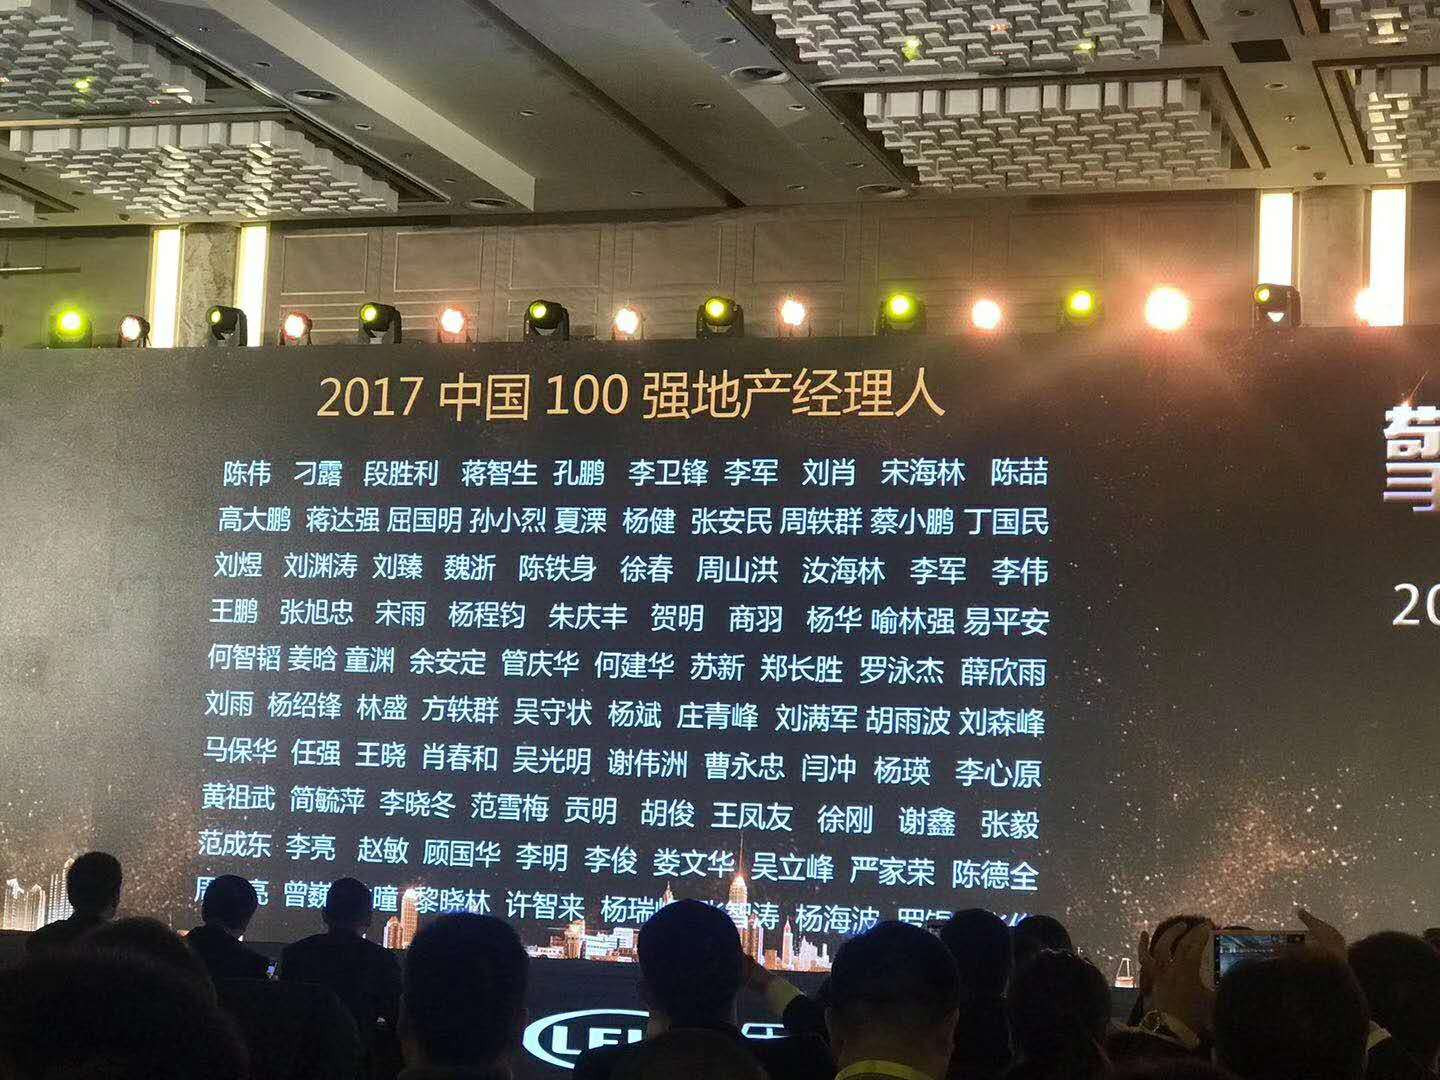 2017 中国 100 强地产经理人
陈伟 刁露 段胜利 蒋智生 孔鹏 李卫锋 李军 刘肖 宋海林 陈喆
高大鹏 蒋达强 屈国明 孙小烈 夏溧 杨健 张安民 周轶群 蔡小鹏 丁国民
刘煜 刘渊涛 刘臻 魏浙 陈铁身 徐春 周山洪 汝海林 李军 李伟
王鹏 张旭忠 宋雨 杨程钧 朱庆丰 贺明 商羽 杨华 喻林强 易平安
何智韬 姜晗 童渊 余安定 管庆华 何建华 苏新 郑长胜 罗泳杰 薛欣雨
刘雨 杨绍锋 林盛 方轶群 吴守状 杨斌 庄青峰 刘满军 胡雨波 刘森峰
马保华 任强 王晓 肖春和 吴光明 谢伟洲 曹永忠 闫冲 杨瑛 李心原
黄祖武 简毓萍 李晓冬 范雪梅 贡明 胡俊 王凤友 徐刚 谢鑫 张毅
范成东 李亮 赵敏 顾国华 李明 李俊 娄文华 吴立峰 严家荣 陈德全
周 亮 曾巍 瞳 黎晓林 许智来 杨瑞 智涛 杨海波 罗
20